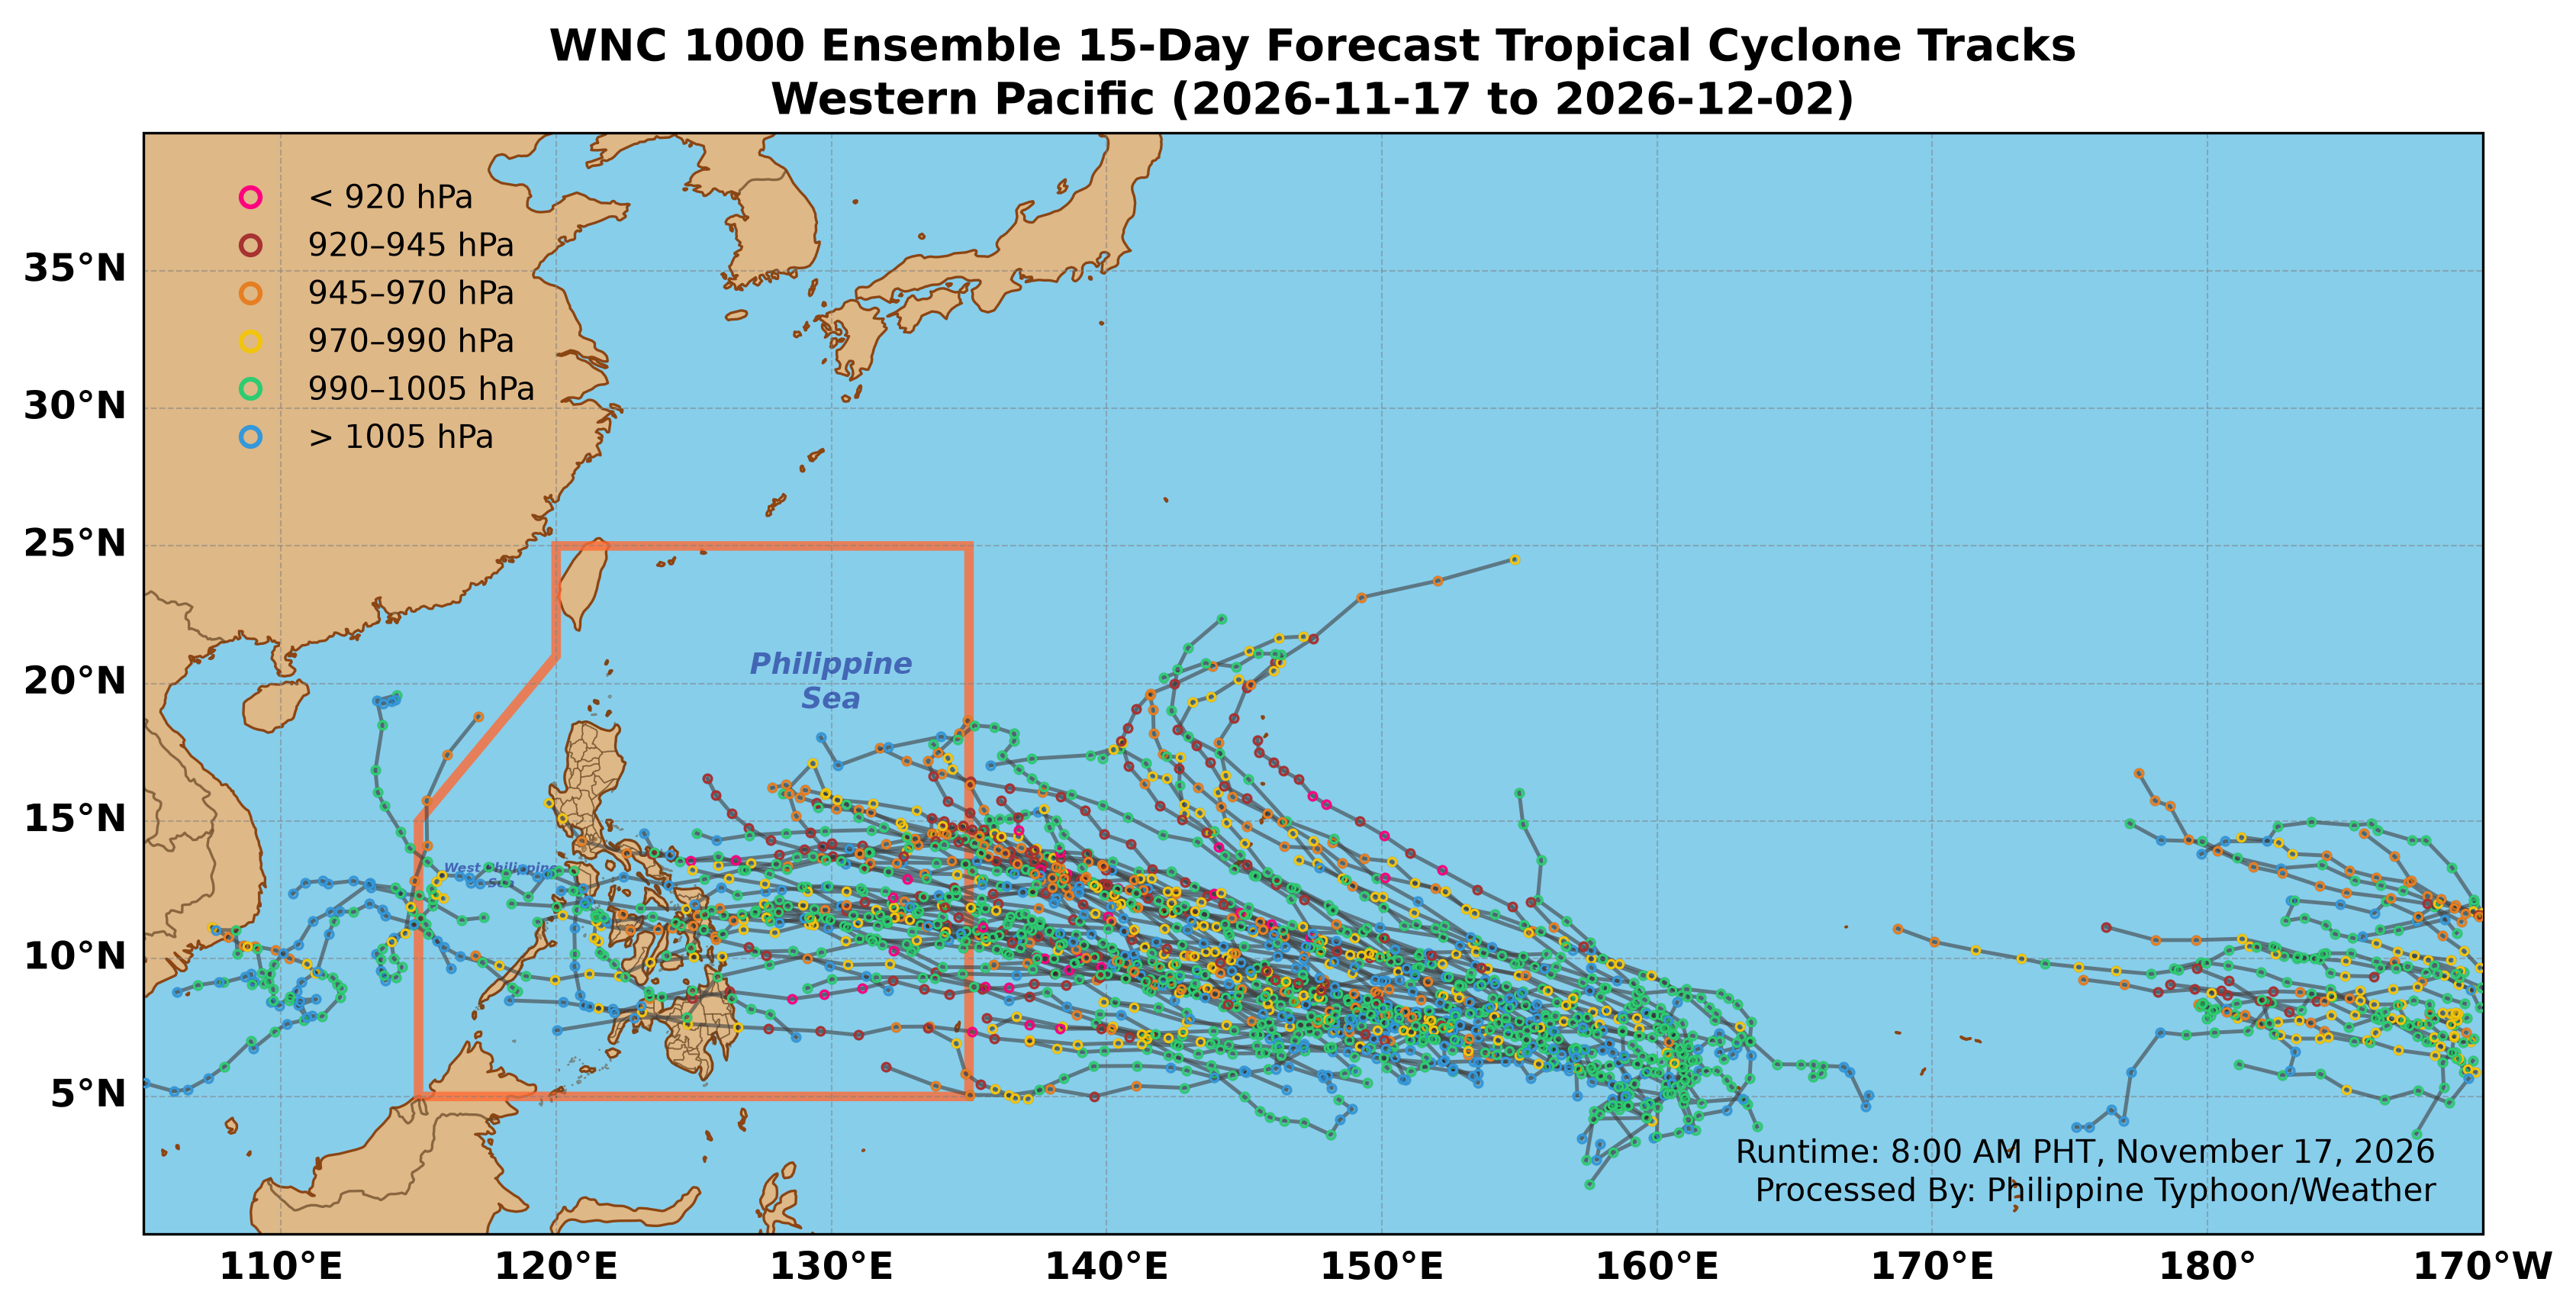 WNC 1000 Ensemble 15-Day Forecast Tropical Cyclone Tracks
Western Pacific (2026-11-17 to 2026-12-02)
< 920 hPa
920–945 hPa
945–970 hPa
970–990 hPa
990–1005 hPa
> 1005 hPa
35°N
30°N
25°N
20°N
15°N
10°N
5°N
Philippine
Sea
West Philippine
Sea
Runtime: 8:00 AM PHT, November 17, 2026
Processed By: Philippine Typhoon/Weather
110°E
120°E
130°E
140°E
150°E
160°E
170°E
180°
170°W